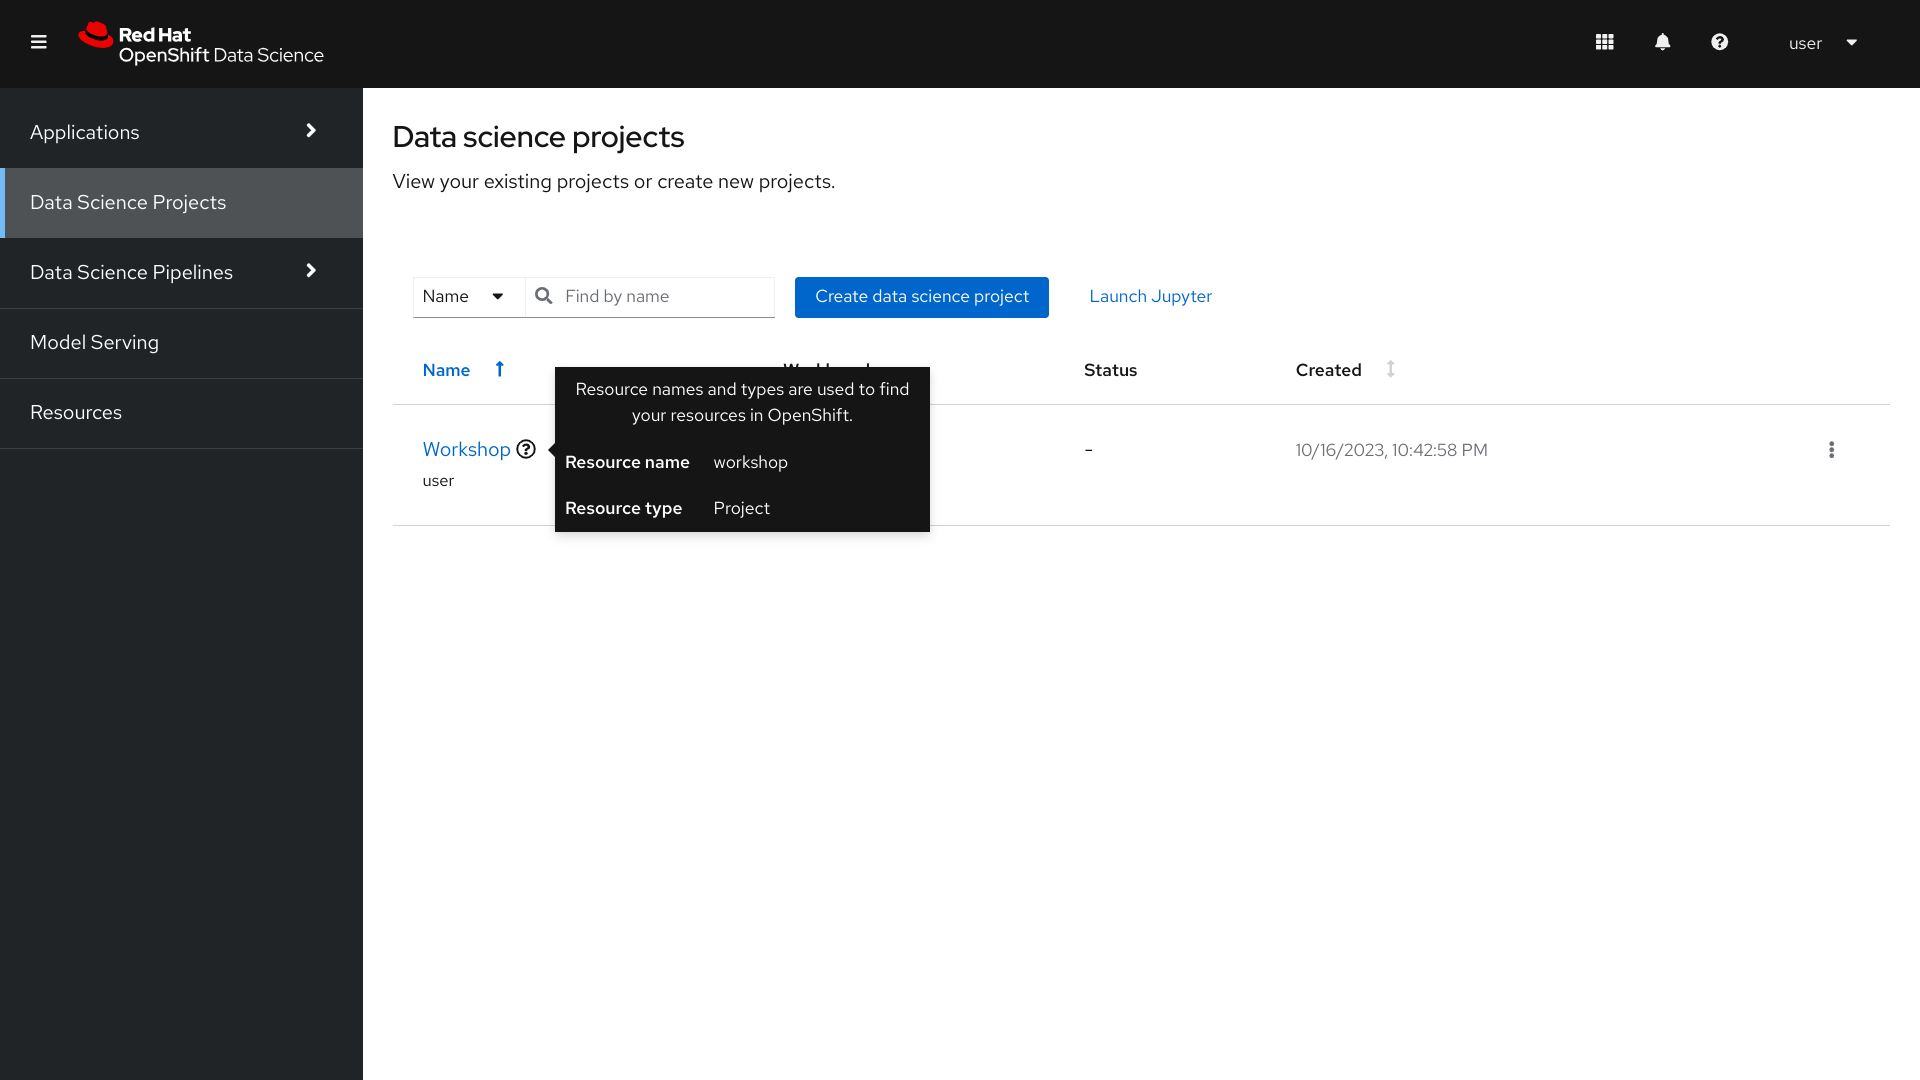 Red Hat
OpenShift Data Science
user
Applications
Data Science Projects
Data Science Pipelines
Model Serving
Resources
Data science projects
View your existing projects or create new projects.
Name
Find by name
Create data science project
Launch Jupyter
Name
Status
Created
Workshop
user
-
10/16/2023, 10:42:58 PM
Resource names and types are used to find
your resources in OpenShift.
Resource name workshop
Resource type Project